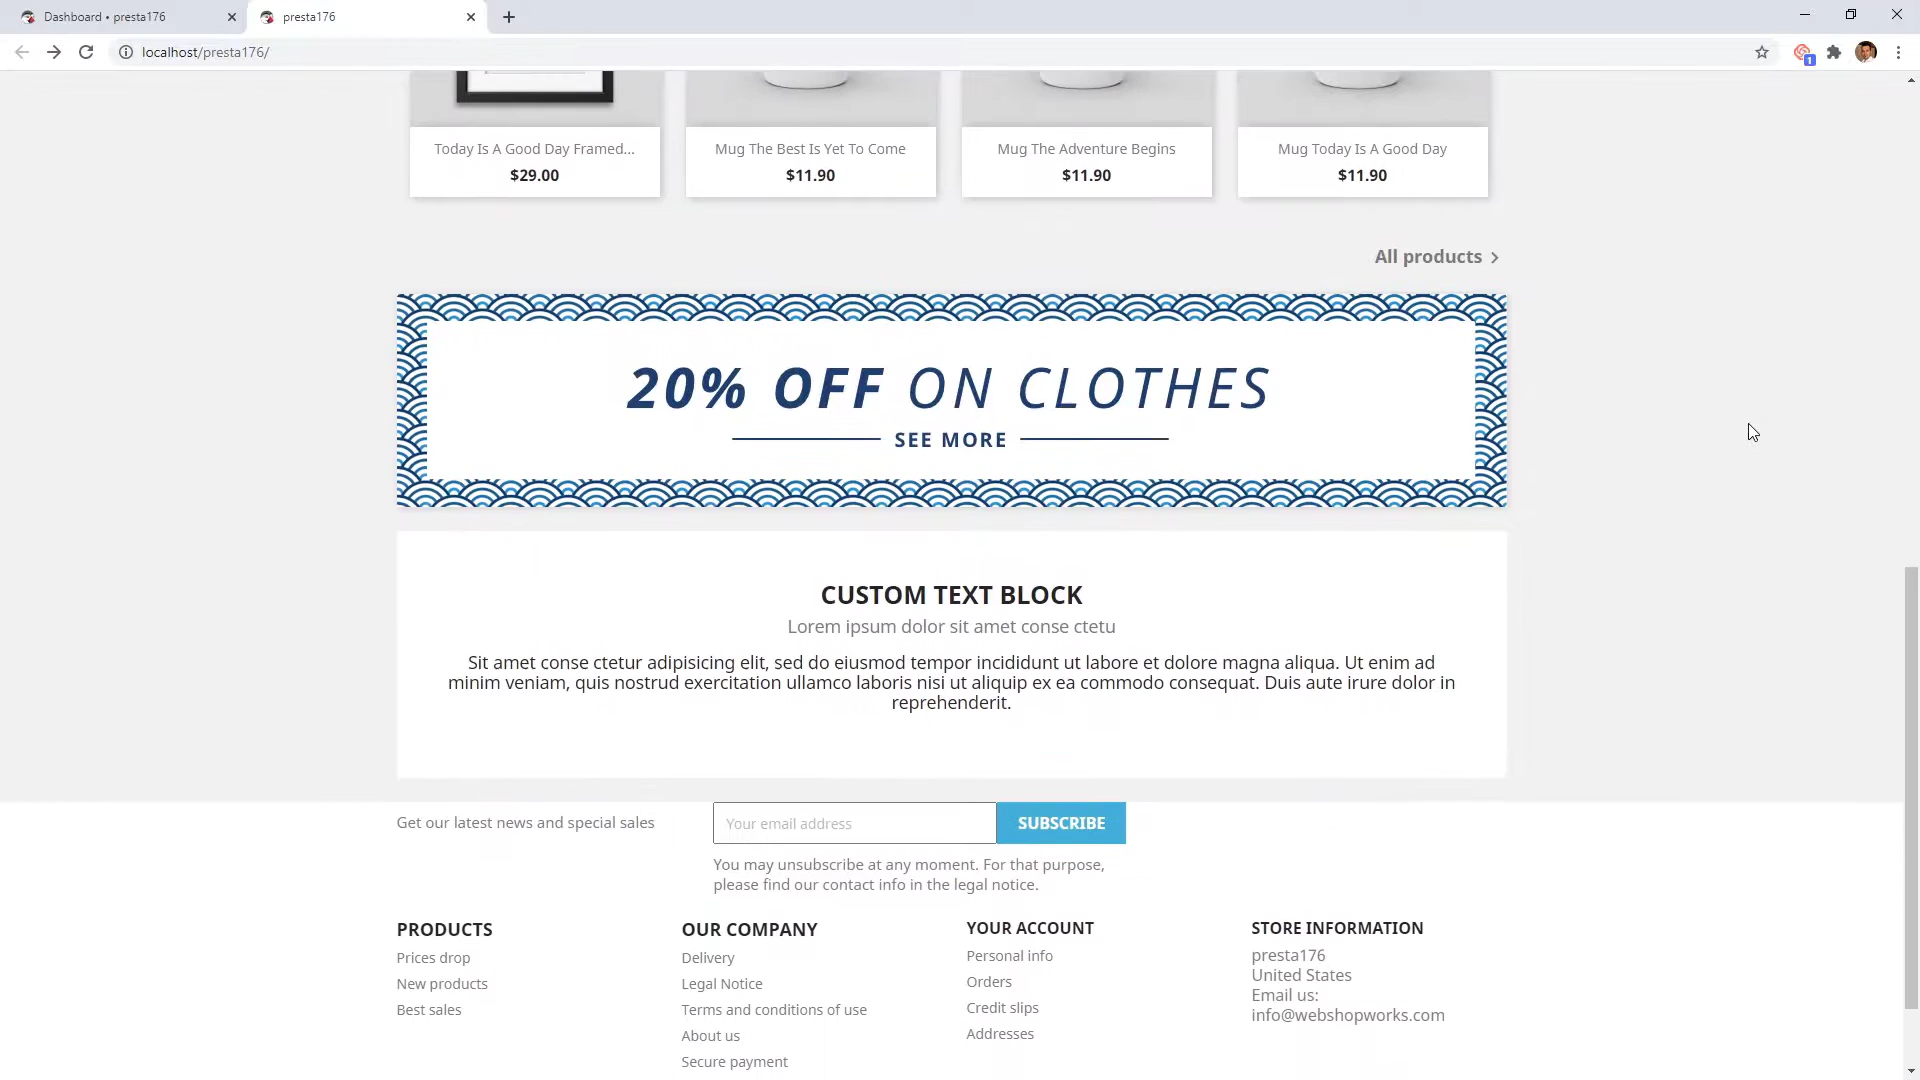 Dashboard • presta176
presta176
localhost/presta176/
1
Today Is A Good Day Framed...
Mug The Best Is Yet To Come
Mug The Adventure Begins
Mug Today Is A Good Day
$29.00
$11.90
$11.90
$11.90
All products
20% OFF ON CLOTHES
SEE MORE
CUSTOM TEXT BLOCK
Lorem ipsum dolor sit amet conse ctetu
Sit amet conse ctetur adipisicing elit, sed do eiusmod tempor incididunt ut labore et dolore magna aliqua. Ut enim ad
minim veniam, quis nostrud exercitation ullamco laboris nisi ut aliquip ex ea commodo consequat. Duis aute irure dolor in
reprehenderit.
Get our latest news and special sales
Your email address
SUBSCRIBE
You may unsubscribe at any moment. For that purpose,
please find our contact info in the legal notice.
PRODUCTS
Prices drop
New products
Best sales
OUR COMPANY
Delivery
Legal Notice
Terms and conditions of use
About us
Secure payment
YOUR ACCOUNT
Personal info
Orders
Credit slips
Addresses
STORE INFORMATION
presta176
United States
Email us:
info@webshopworks.com